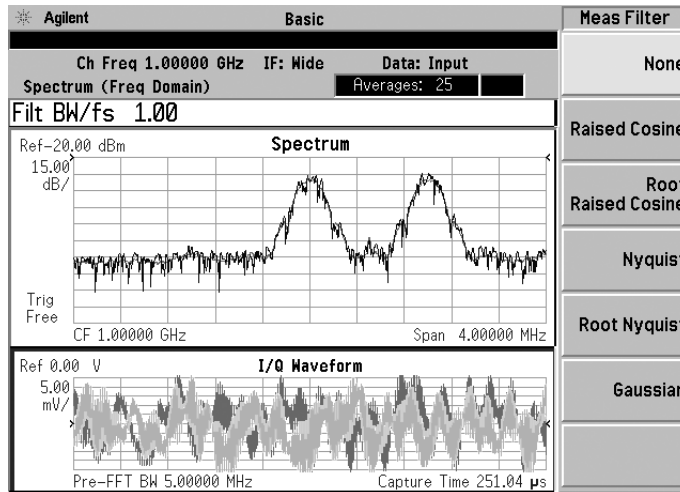 Agilent Basic Meas Filter
Ch Freq 1.00000 GHz IF: Wide Data: Input
Spectrum (Freq Domain) Averages: 25
Filt BW/fs 1.00
Ref-20.00 dBm Spectrum
15.00
dB/
Trig
Free
CF 1.00000 GHz Span 4.00000 MHz
Ref 0.00 V I/Q Waveform
5.00
mV/
Pre-FFT BW 5.00000 MHz Capture Time 251.04 µs
None
Raised Cosine
Root
Raised Cosine
Nyquist
Root Nyquist
Gaussian